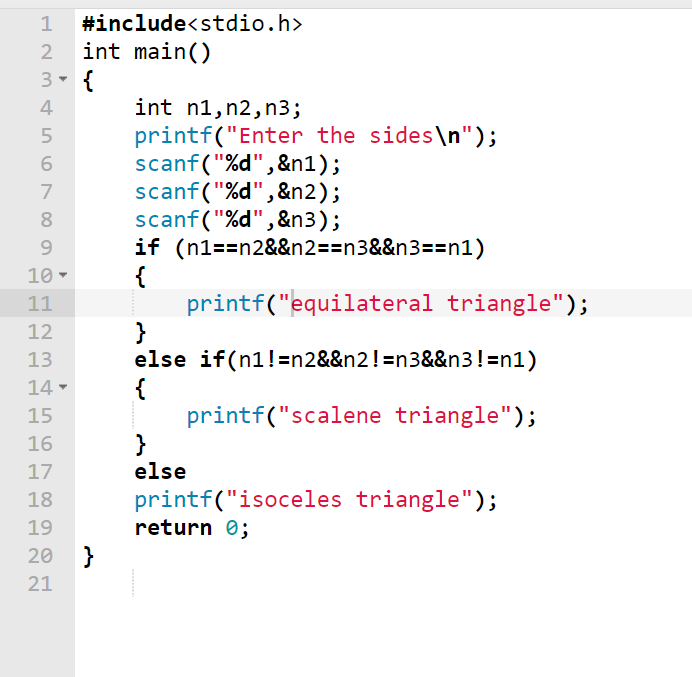 1 #include<stdio.h>
2 int main()
3 {
4     int n1,n2,n3;
5     printf("Enter the sides\n");
6     scanf("%d",&n1);
7     scanf("%d",&n2);
8     scanf("%d",&n3);
9     if (n1==n2&&n2==n3&&n3==n1)
10     {
11         printf("equilateral triangle");
12     }
13     else if(n1!=n2&&n2!=n3&&n3!=n1)
14     {
15         printf("scalene triangle");
16     }
17     else
18     printf("isoceles triangle");
19     return 0;
20 }
21